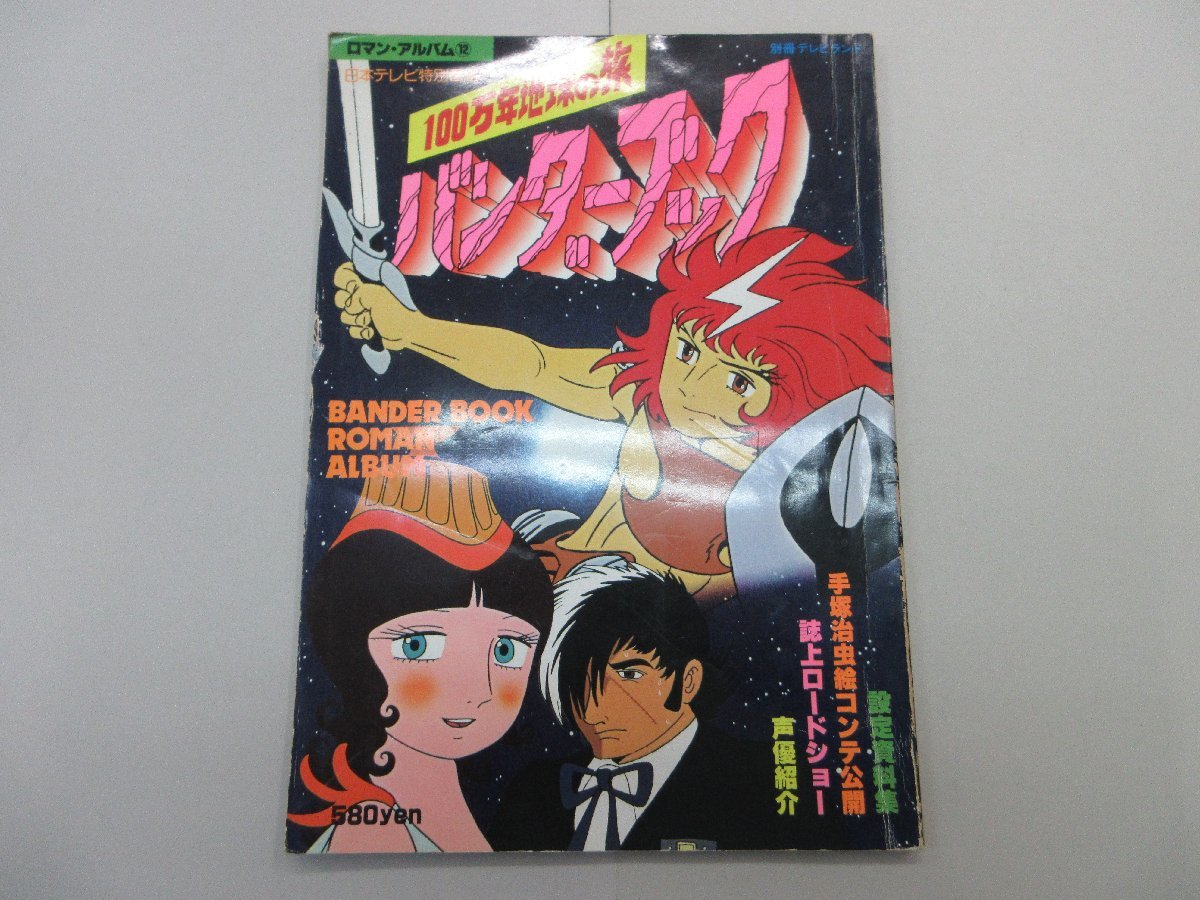 ロマン・アルバム⑫
別冊テレビランド
日本テレビ特別
100万年地球の旅
バンダーブック
BANDER BOOK
ROMAN
ALBUM
設定資料集
手塚治虫絵コンテ公開
誌上ロードショー
声優紹介
580yen